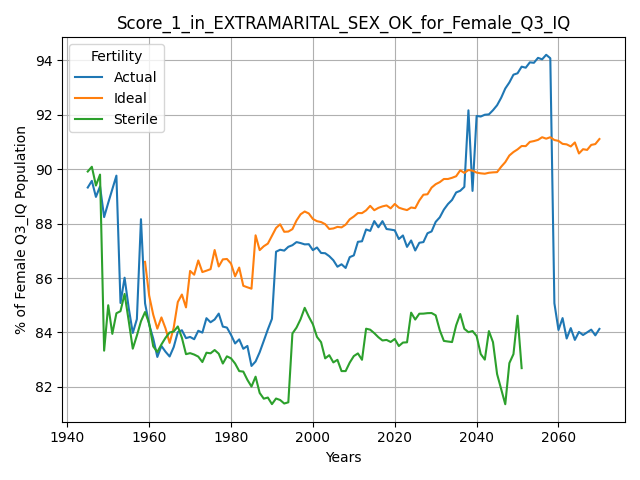 Score_1_in_EXTRAMARITAL_SEX_OK_for_Female_Q3_IQ
% of Female Q3_IQ Population
94
92
90
88
86
84
82
Fertility
Actual
Ideal
Sterile
1940 1960 1980 2000 2020 2040 2060
Years